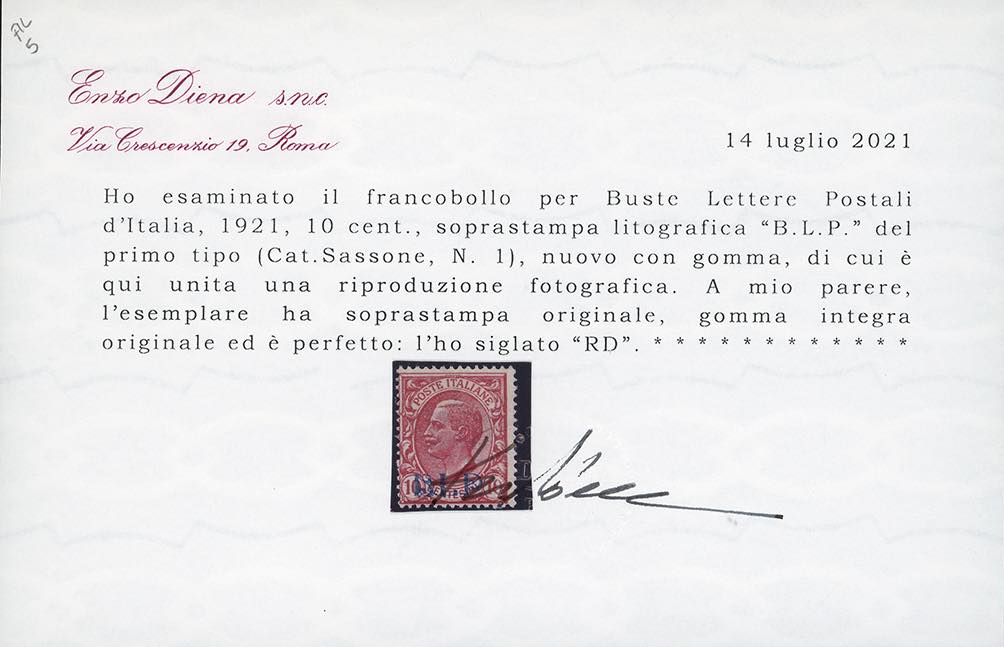 Enzo Diena s.n.c.
Via Crescenzio 19, Roma
14 luglio 2021
Ho esaminato il francobollo per Buste Lettere Postali
d'Italia, 1921, 10 cent., soprastampa litografica “B.L.P.” del
primo tipo (Cat.Sassone, N. 1), nuovo con gomma, di cui è
qui unita una riproduzione fotografica. A mio parere,
l'esemplare ha soprastampa originale, gomma integra
originale ed è perfetto: l'ho siglato “RD”. * * * * * * * * * * * *
POSTE ITALIANE
B.L.P.